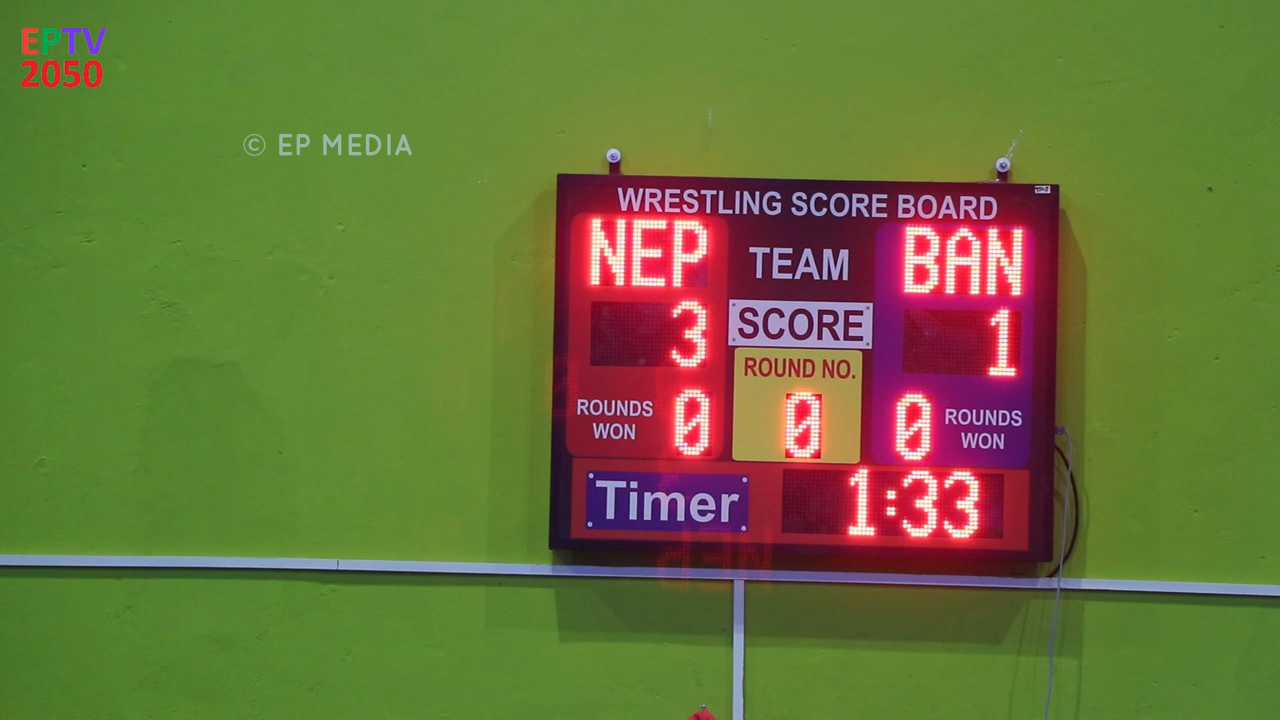 EPTV
2050
© EP MEDIA
WRESTLING SCORE BOARD
NEP TEAM BAN
3 SCORE 1
ROUND NO.
ROUNDS WON 0 0 0 ROUNDS WON
Timer 1:33